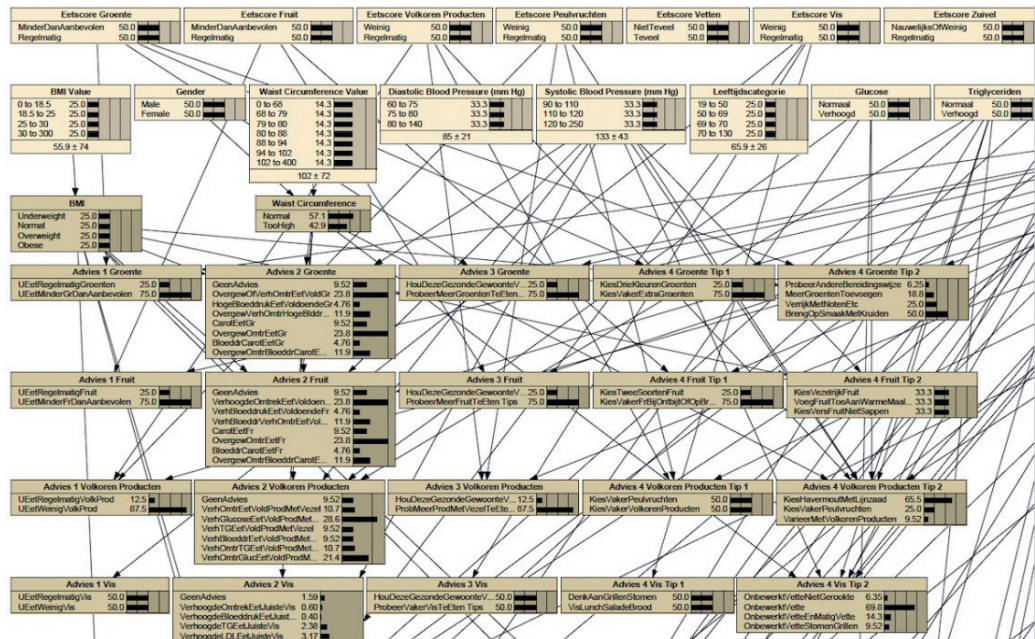 Eetscore Groente
MinderDanAanbevolen 50.0
Regelmatig 50.0
Eetscore Fruit
MinderDanAanbevolen 50.0
Regelmatig 50.0
Eetscore Volkoren Producten
Weinig 50.0
Regelmatig 50.0
Eetscore Peulvruchten
Weinig 50.0
Regelmatig 50.0
Eetscore Vetten
NietTeveel 50.0
Teveel 50.0
Eetscore Vis
Weinig 50.0
Regelmatig 50.0
Eetscore Zuivel
NauwelijksOfWeinig 50.0
Regelmatig 50.0
BMI Value
0 to 18.5 25.0
18.5 to 25 25.0
25 to 30 25.0
30 to 300 25.0
55.9 ± 74
Gender
Male 50.0
Female 50.0
Waist Circumference Value
0 to 68 14.3
68 to 79 14.3
79 to 80 14.3
80 to 88 14.3
88 to 94 14.3
94 to 102 14.3
102 to 400 14.3
102 ± 72
Diastolic Blood Pressure (mm Hg)
60 to 75 33.3
75 to 80 33.3
80 to 140 33.3
85 ± 21
Systolic Blood Pressure (mm Hg)
90 to 110 33.3
110 to 120 33.3
120 to 250 33.3
133 ± 43
Leeftijdscategorie
19 to 50 25.0
50 to 69 25.0
69 to 70 25.0
70 to 130 25.0
65.9 ± 26
Glucose
Normaal 50.0
Verhoogd 50.0
Triglyceriden
Normaal 50.0
Verhoogd 50.0
BMI
Underweight 25.0
Normal 25.0
Overweight 25.0
Obese 25.0
Waist Circumference
Normal 57.1
TooHigh 42.9
Advies 1 Groente
UEetRegelmatigGroenten 25.0
UEetMinderGrDanAanbevolen 75.0
Advies 2 Groente
GeenAdvies 9.52
OvergewOfVerhOmtrEetVoldGr 23.8
HogeBloeddrukEetVoldoendeGr 4.76
OvergewVerhOmtrHogeBlddr... 11.9
CarotEetGr 9.52
OvergewOmtrEetGr 23.8
BloeddrCarotEetGr 4.76
OvergewOmtrBloeddrCarotE... 11.9
Advies 3 Groente
HouDezeGezondeGewoonteV... 25.0
ProbeerMeerGroentenTeEten... 75.0
Advies 4 Groente Tip 1
KiesDrieKleurenGroenten 25.0
KiesVakerExtraGroenten 75.0
Advies 4 Groente Tip 2
ProbeerAndereBereidingswijze 6.25
MeerGroentenToevoegen 18.8
VerrijkMetNotenEtc 25.0
BrengOpSmaakMetKruiden 50.0
Advies 1 Fruit
UEetRegelmatigFruit 25.0
UEetMinderFrDanAanbevolen 75.0
Advies 2 Fruit
GeenAdvies 9.52
VerhoogdeOmtrekEetVoldoen... 23.8
VerhBloeddrukEetVoldoendeFr 4.76
VerhBloeddrVerhOmtrEetVol... 11.9
CarotEetFr 9.52
OvergewOmtrEetFr 23.8
BloeddrCarotEetFr 4.76
OvergewOmtrBloeddrCarotE... 11.9
Advies 3 Fruit
HouDezeGezondeGewoonteV... 25.0
ProbeerMeerFruitTeEten Tips 75.0
Advies 4 Fruit Tip 1
KiesTweeSoortenFruit 25.0
KiesVakerFrBijOntbijtOfOpBr... 75.0
Advies 4 Fruit Tip 2
KiesVezelrijkFruit 33.3
VoegFruitToeAanWarmeMaal... 33.3
KiesVersFruitNietSappen 33.3
Advies 1 Volkoren Producten
UEetRegelmatigVolkProd 12.5
UEetWeinigVolkProd 87.5
Advies 2 Volkoren Producten
GeenAdvies 9.52
VerhOmtrEetVoldProdMetVezel 10.7
VerhGlucoseEetVoldProdMet... 28.6
VerhTGEetVoldProdMetVezel 9.52
VerhBloeddrEetVoldProdMet... 9.52
VerhOmtrTGEetVoldProdMet... 10.7
VerhOmtrGlucEetVoldProdM... 21.4
Advies 3 Volkoren Producten
HouDezeGezondeGewoonteV... 12.5
ProbMeerProdMetVezelTeEte... 87.5
Advies 4 Volkoren Producten Tip 1
KiesVakerPeulvruchten 50.0
KiesVakerVolkorenProducten 50.0
Advies 4 Volkoren Producten Tip 2
KiesHavermoutMetLijnzaad 65.5
KiesVakerPeulvruchten 25.0
VarieerMetVolkorenProducten 9.52
Advies 1 Vis
UEetRegelmatigVis 50.0
UEetWeinigVis 50.0
Advies 2 Vis
GeenAdvies 1.59
VerhoogdeOmtrekEetJuisteVis 0.60
VerhoogdeBloeddrukEetJuist... 0.40
VerhoogdeTGEetJuisteVis 2.38
VerhoogdeLDLEetJuisteVis 3.17
Advies 3 Vis
HouDezeGezondeGewoonteV... 50.0
ProbeerVakerVisTeEten Tips 50.0
Advies 4 Vis Tip 1
DenkAanGrillenStomen 50.0
VisLunchSaladeBrood 50.0
Advies 4 Vis Tip 2
OnbewerktVetteNietGerookte 6.35
OnbewerktVette 69.8
OnbewerktVetteEnMatigVette 14.3
OnbewerktVetteStomenGrillen 9.52